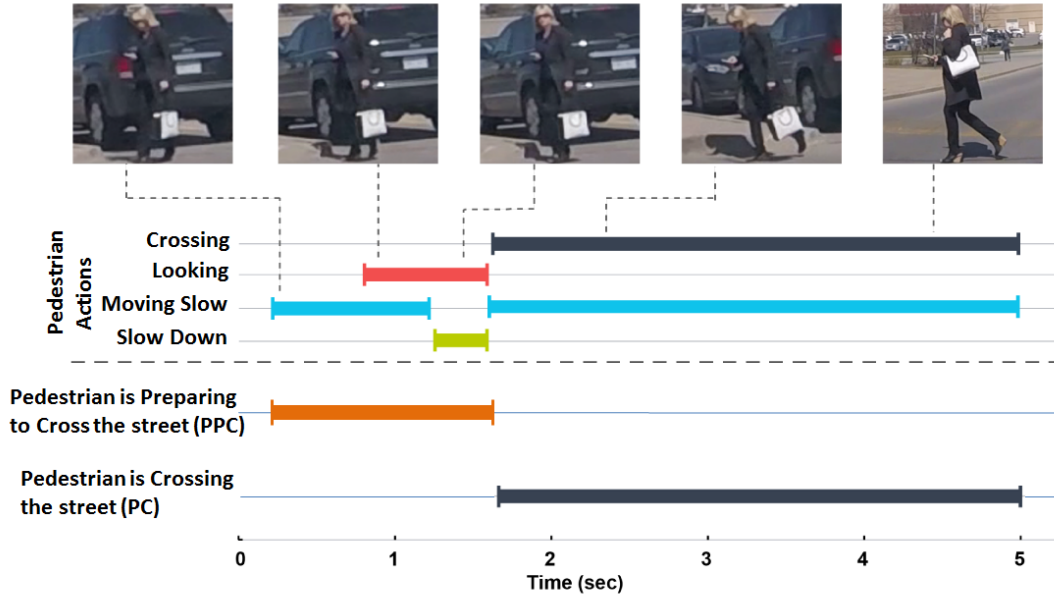 Pedestrian
Actions
Crossing
Looking
Moving Slow
Slow Down
Pedestrian is Preparing
to Cross the street (PPC)
Pedestrian is Crossing
the street (PC)
0 1 2 3 4 5
Time (sec)